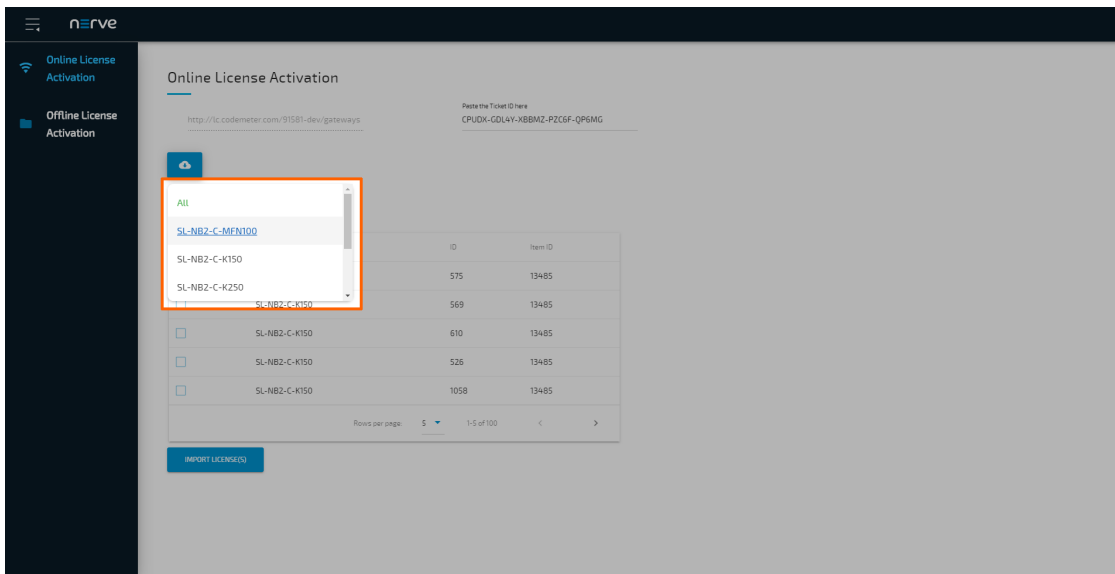 nerve
Online License
Activation
Offline License
Activation
Online License Activation
Paste the Ticket ID here
http://lc.codemeter.com/91581-dev/gateways
CPUDX-GDL4Y-XBBMZ-PZC6F-QP6MG
All
SL-NB2-C-MFN100
SL-NB2-C-K150
SL-NB2-C-K250
ID Item ID
575 13485
SL-NB2-C-K150 569 13485
SL-NB2-C-K150 610 13485
SL-NB2-C-K150 526 13485
SL-NB2-C-K150 1058 13485
Rows per page: 5 1-5 of 100
IMPORT LICENSE(S)